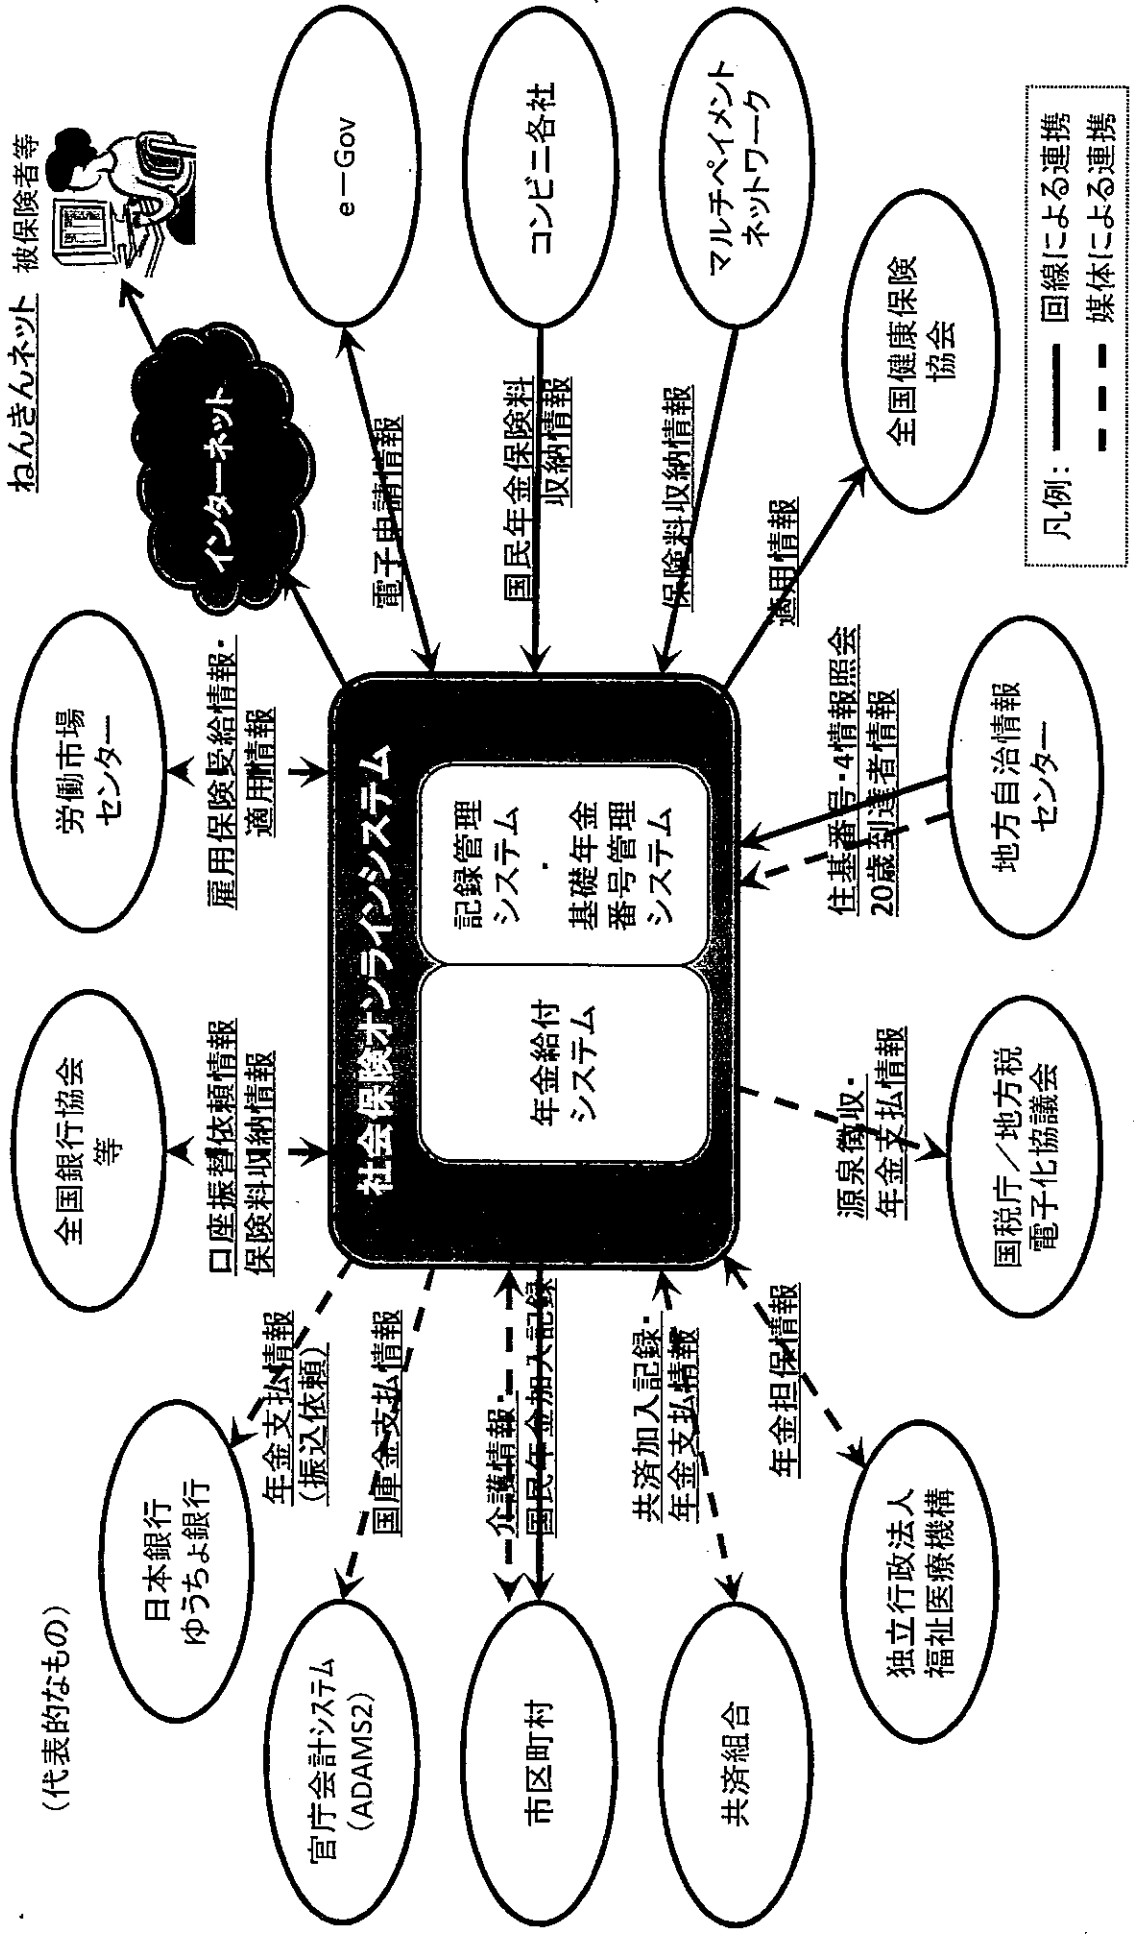 （代表的なもの）
ねんきんネット
被保険者等
インターネット
日本銀行
ゆうちょ銀行
全国銀行協会
等
労働市場
センター
年金支払情報
（振込依頼）
口座振替依頼情報
保険料収納情報
雇用保険受給情報・
適用情報
官庁会計システム
（ADAMS2）
国庫金支払情報
社会保険オンラインシステム
電子申請情報
e－Gov
市区町村
介護情報・
国民年金加入記録
年金給付
システム
記録管理
システム
・
基礎年金
番号管理
システム
国民年金保険料
収納情報
コンビニ各社
共済組合
共済加入記録・
年金支払情報
保険料収納情報
マルチペイメント
ネットワーク
年金担保情報
適用情報
独立行政法人
福祉医療機構
源泉徴収・
年金支払情報
住基番号・4情報照会
20歳到達者情報
全国健康保険
協会
国税庁／地方税
電子化協議会
地方自治情報
センター
凡例：
回線による連携
媒体による連携